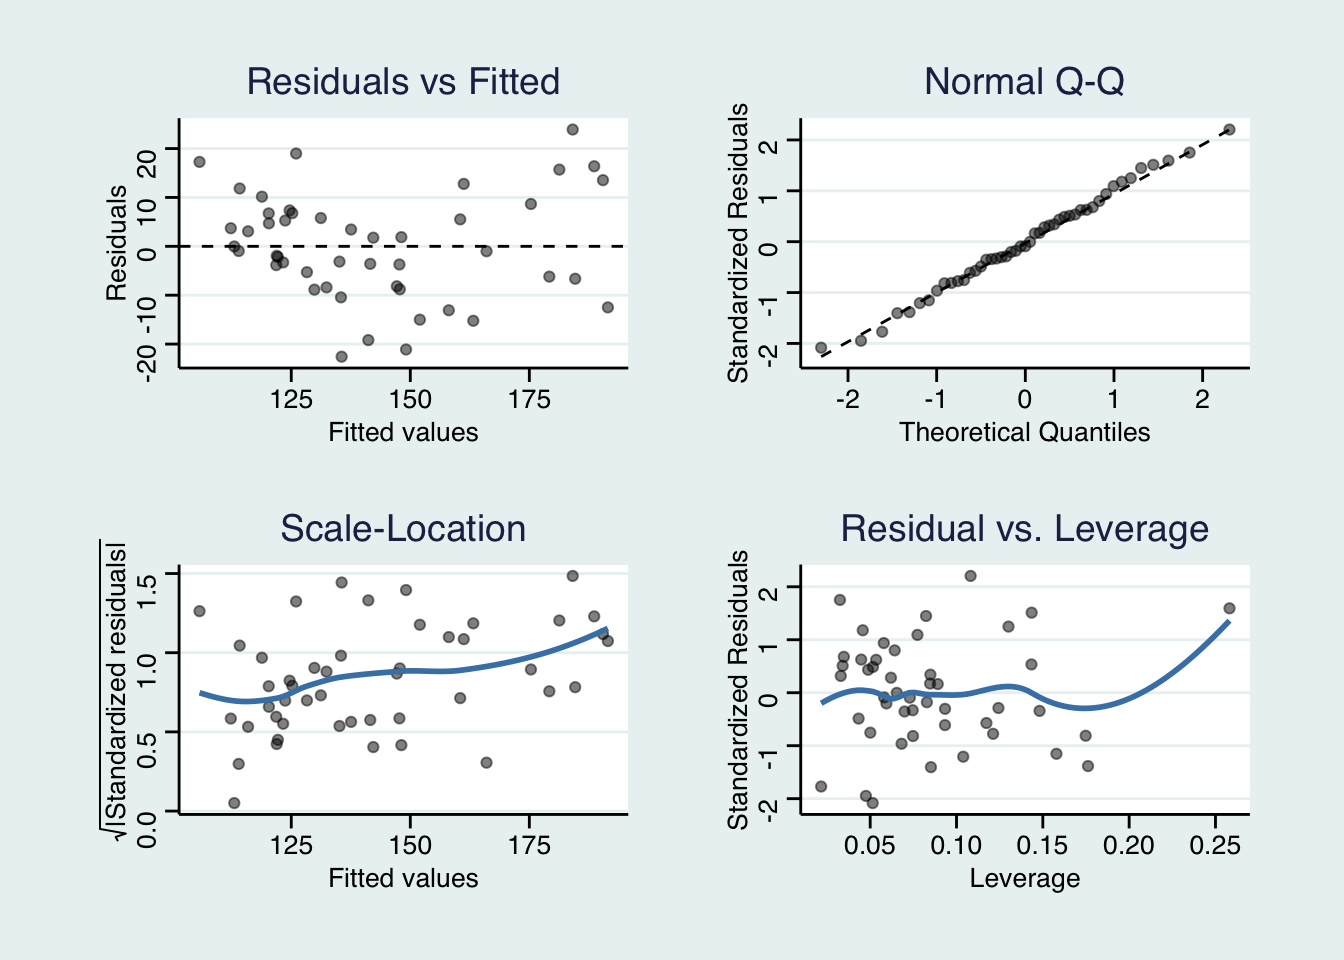 Residuals vs Fitted
Residuals
20
10
0
-10
-20
125 150 175
Fitted values
Normal Q-Q
Standardized Residuals
2
1
0
-1
-2
-2 -1 0 1 2
Theoretical Quantiles
Scale-Location
√|Standardized residuals|
1.5
1.0
0.5
0.0
125 150 175
Fitted values
Residual vs. Leverage
Standardized Residuals
2
1
0
-1
-2
0.05 0.10 0.15 0.20 0.25
Leverage